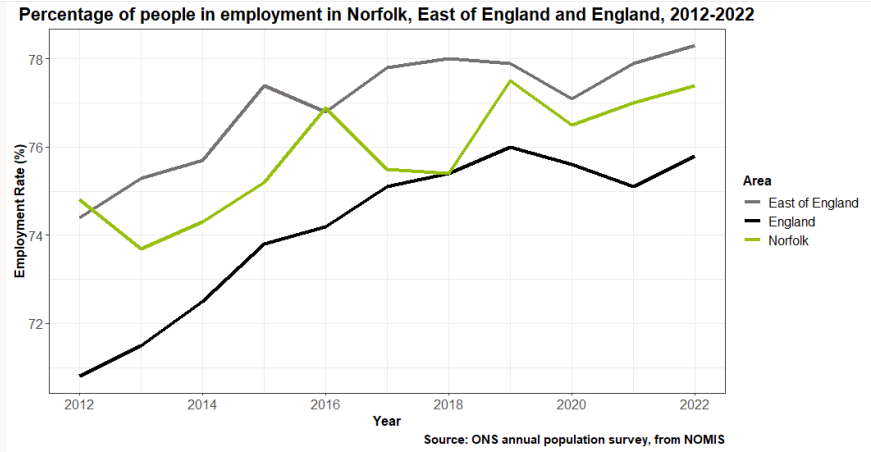 Percentage of people in employment in Norfolk, East of England and England, 2012-2022
Employment Rate (%)
78
76
74
72
2012 2014 2016 2018 2020 2022
Year
Area
East of England
England
Norfolk
Source: ONS annual population survey, from NOMIS